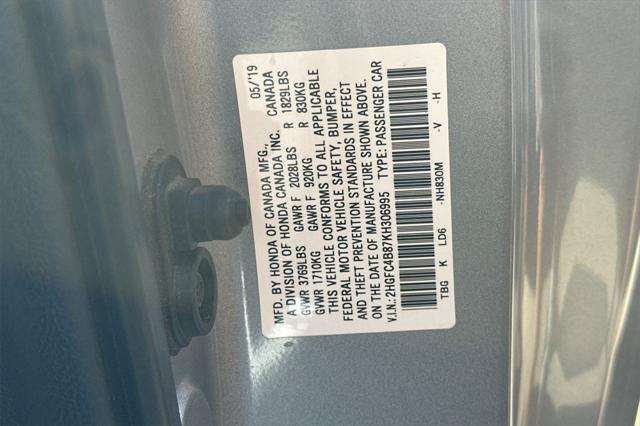 MFD. BY HONDA OF CANADA MFG., 05/'19
A DIVISION OF HONDA CANADA INC. CANADA
GVWR 3769LBS GAWR F 2028LBS R 1829LBS
GVWR 1710KG GAWR F 920KG R 830KG
THIS VEHICLE CONFORMS TO ALL APPLICABLE
FEDERAL MOTOR VEHICLE SAFETY, BUMPER,
AND THEFT PREVENTION STANDARDS IN EFFECT
ON THE DATE OF MANUFACTURE SHOWN ABOVE.
V.I.N.: 2HGFC4B87KH306995 TYPE: PASSENGER CAR
TBG K LD6 -NH830M -V -H